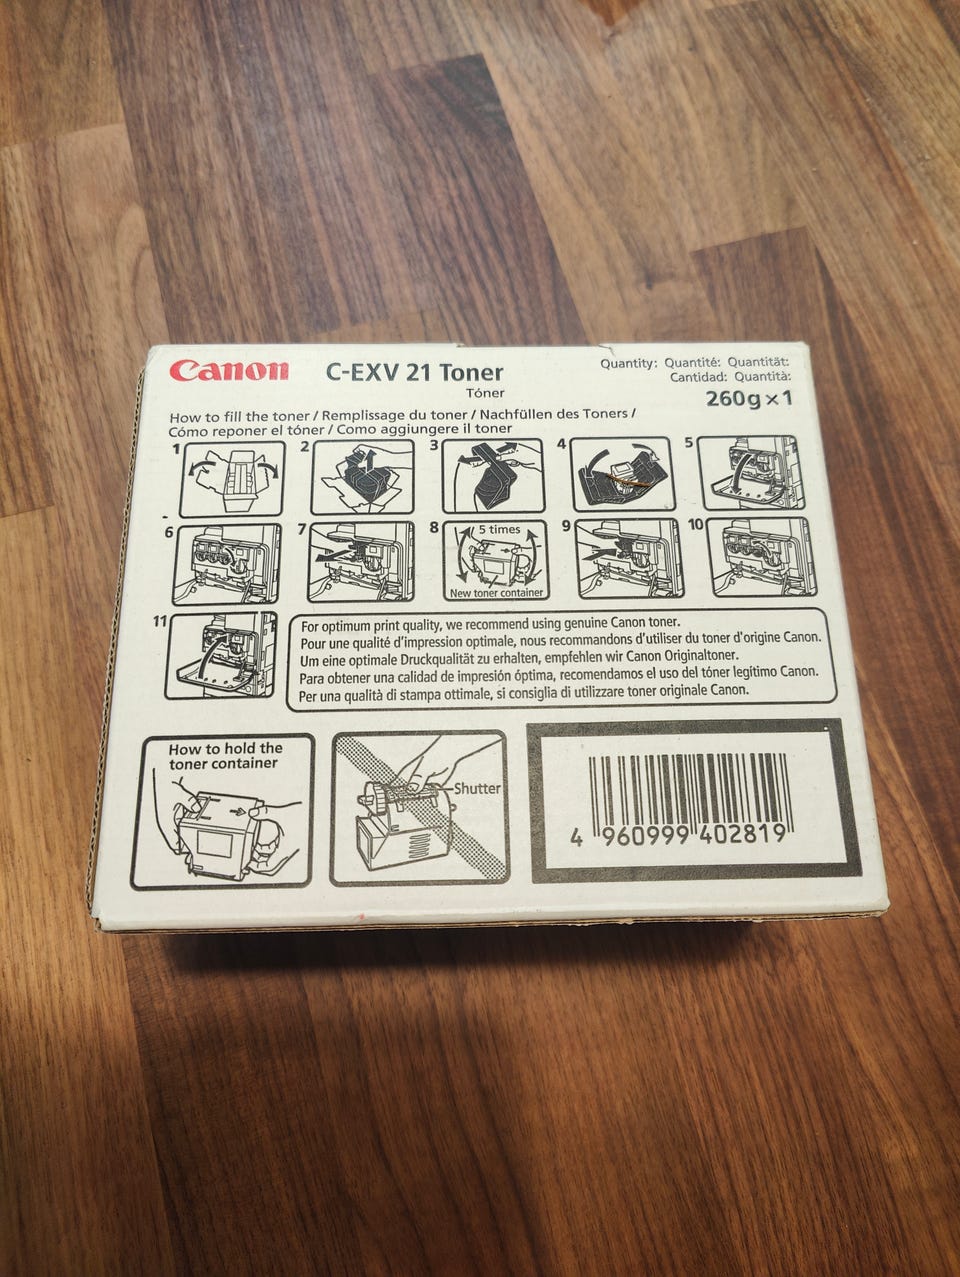 Canon
C-EXV 21 Toner
Tóner
Quantity: Quantité: Quantität:
Cantidad: Quantità:
260g×1
How to fill the toner / Remplissage du toner / Nachfüllen des Toners /
Cómo reponer el tóner / Como aggiungere il toner
1
2
3
4
5
6
7
8
5 times
New toner container
9
10
11
For optimum print quality, we recommend using genuine Canon toner.
Pour une qualité d'impression optimale, nous recommandons d'utiliser du toner d'origine Canon.
Um eine optimale Druckqualität zu erhalten, empfehlen wir Canon Originaltoner.
Para obtener una calidad de impresión óptima, recomendamos el uso del tóner legítimo Canon.
Per una qualità di stampa ottimale, si consiglia di utilizzare toner originale Canon.
How to hold the
toner container
Shutter
4 960999 402819